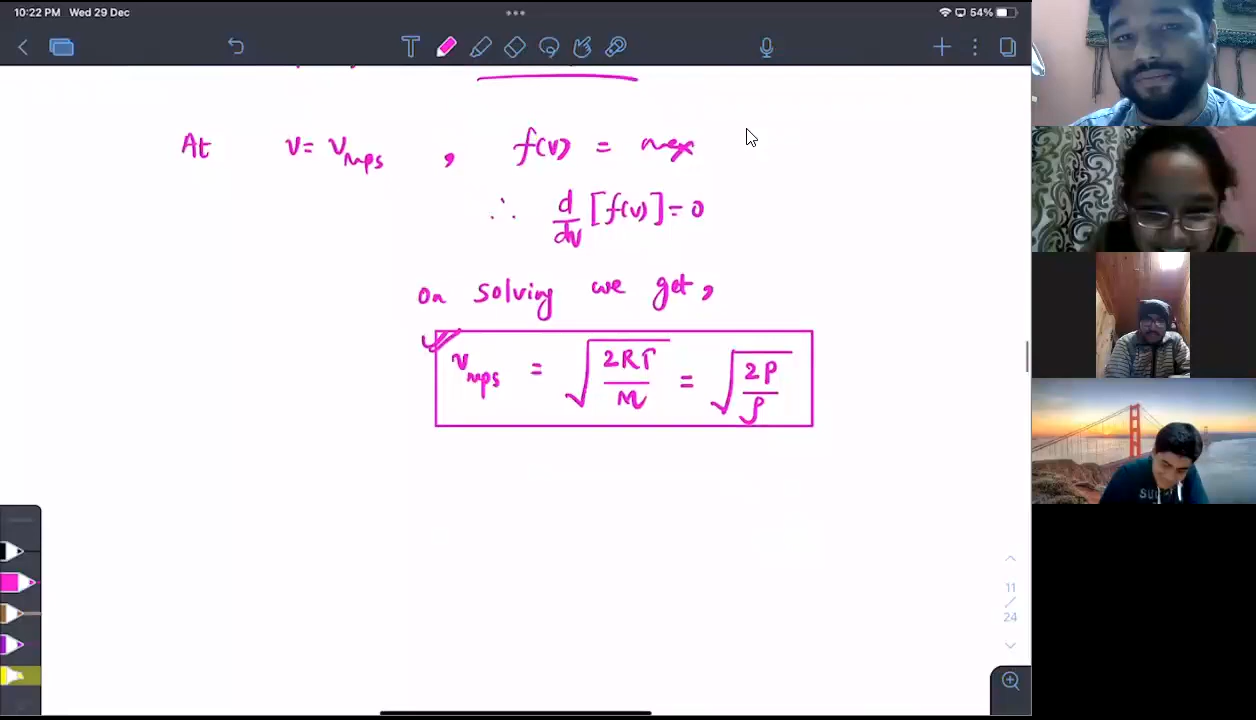 10:22 PM Wed 29 Dec
54%
At v = v_mps , f(v) = max
∴ d/dv [f(v)] = 0
on solving we get,
v_mps = √(2RT/M) = √(2P/ρ)
11
/
24